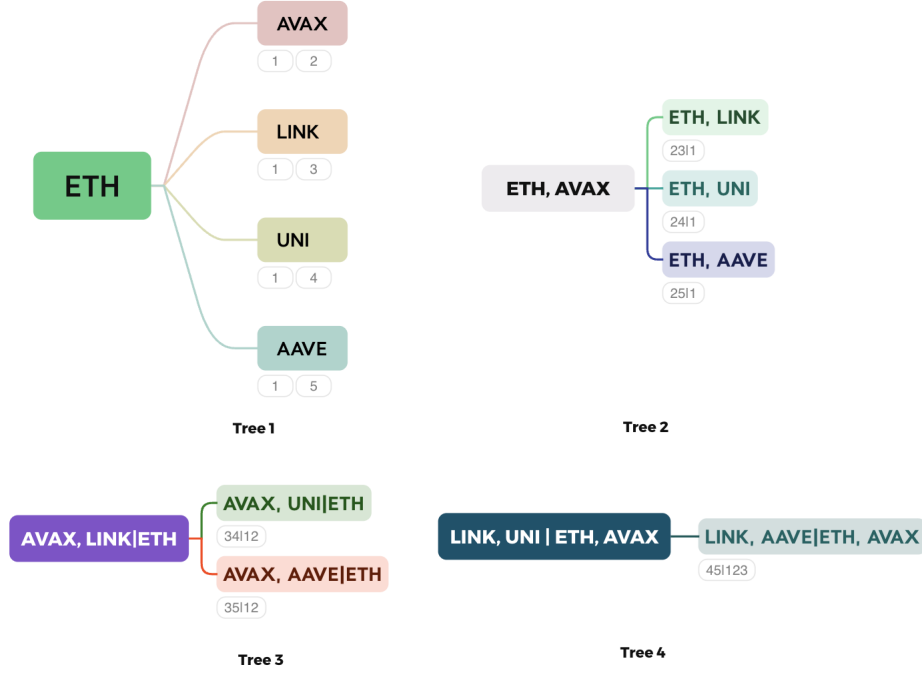 AVAX
1 2
LINK
1 3
ETH
UNI
1 4
AAVE
1 5
Tree 1
ETH, LINK
23|1
ETH, AVAX
ETH, UNI
24|1
ETH, AAVE
25|1
Tree 2
AVAX, UNI|ETH
34|12
AVAX, LINK|ETH
AVAX, AAVE|ETH
35|12
Tree 3
LINK, UNI | ETH, AVAX
LINK, AAVE|ETH, AVAX
45|123
Tree 4